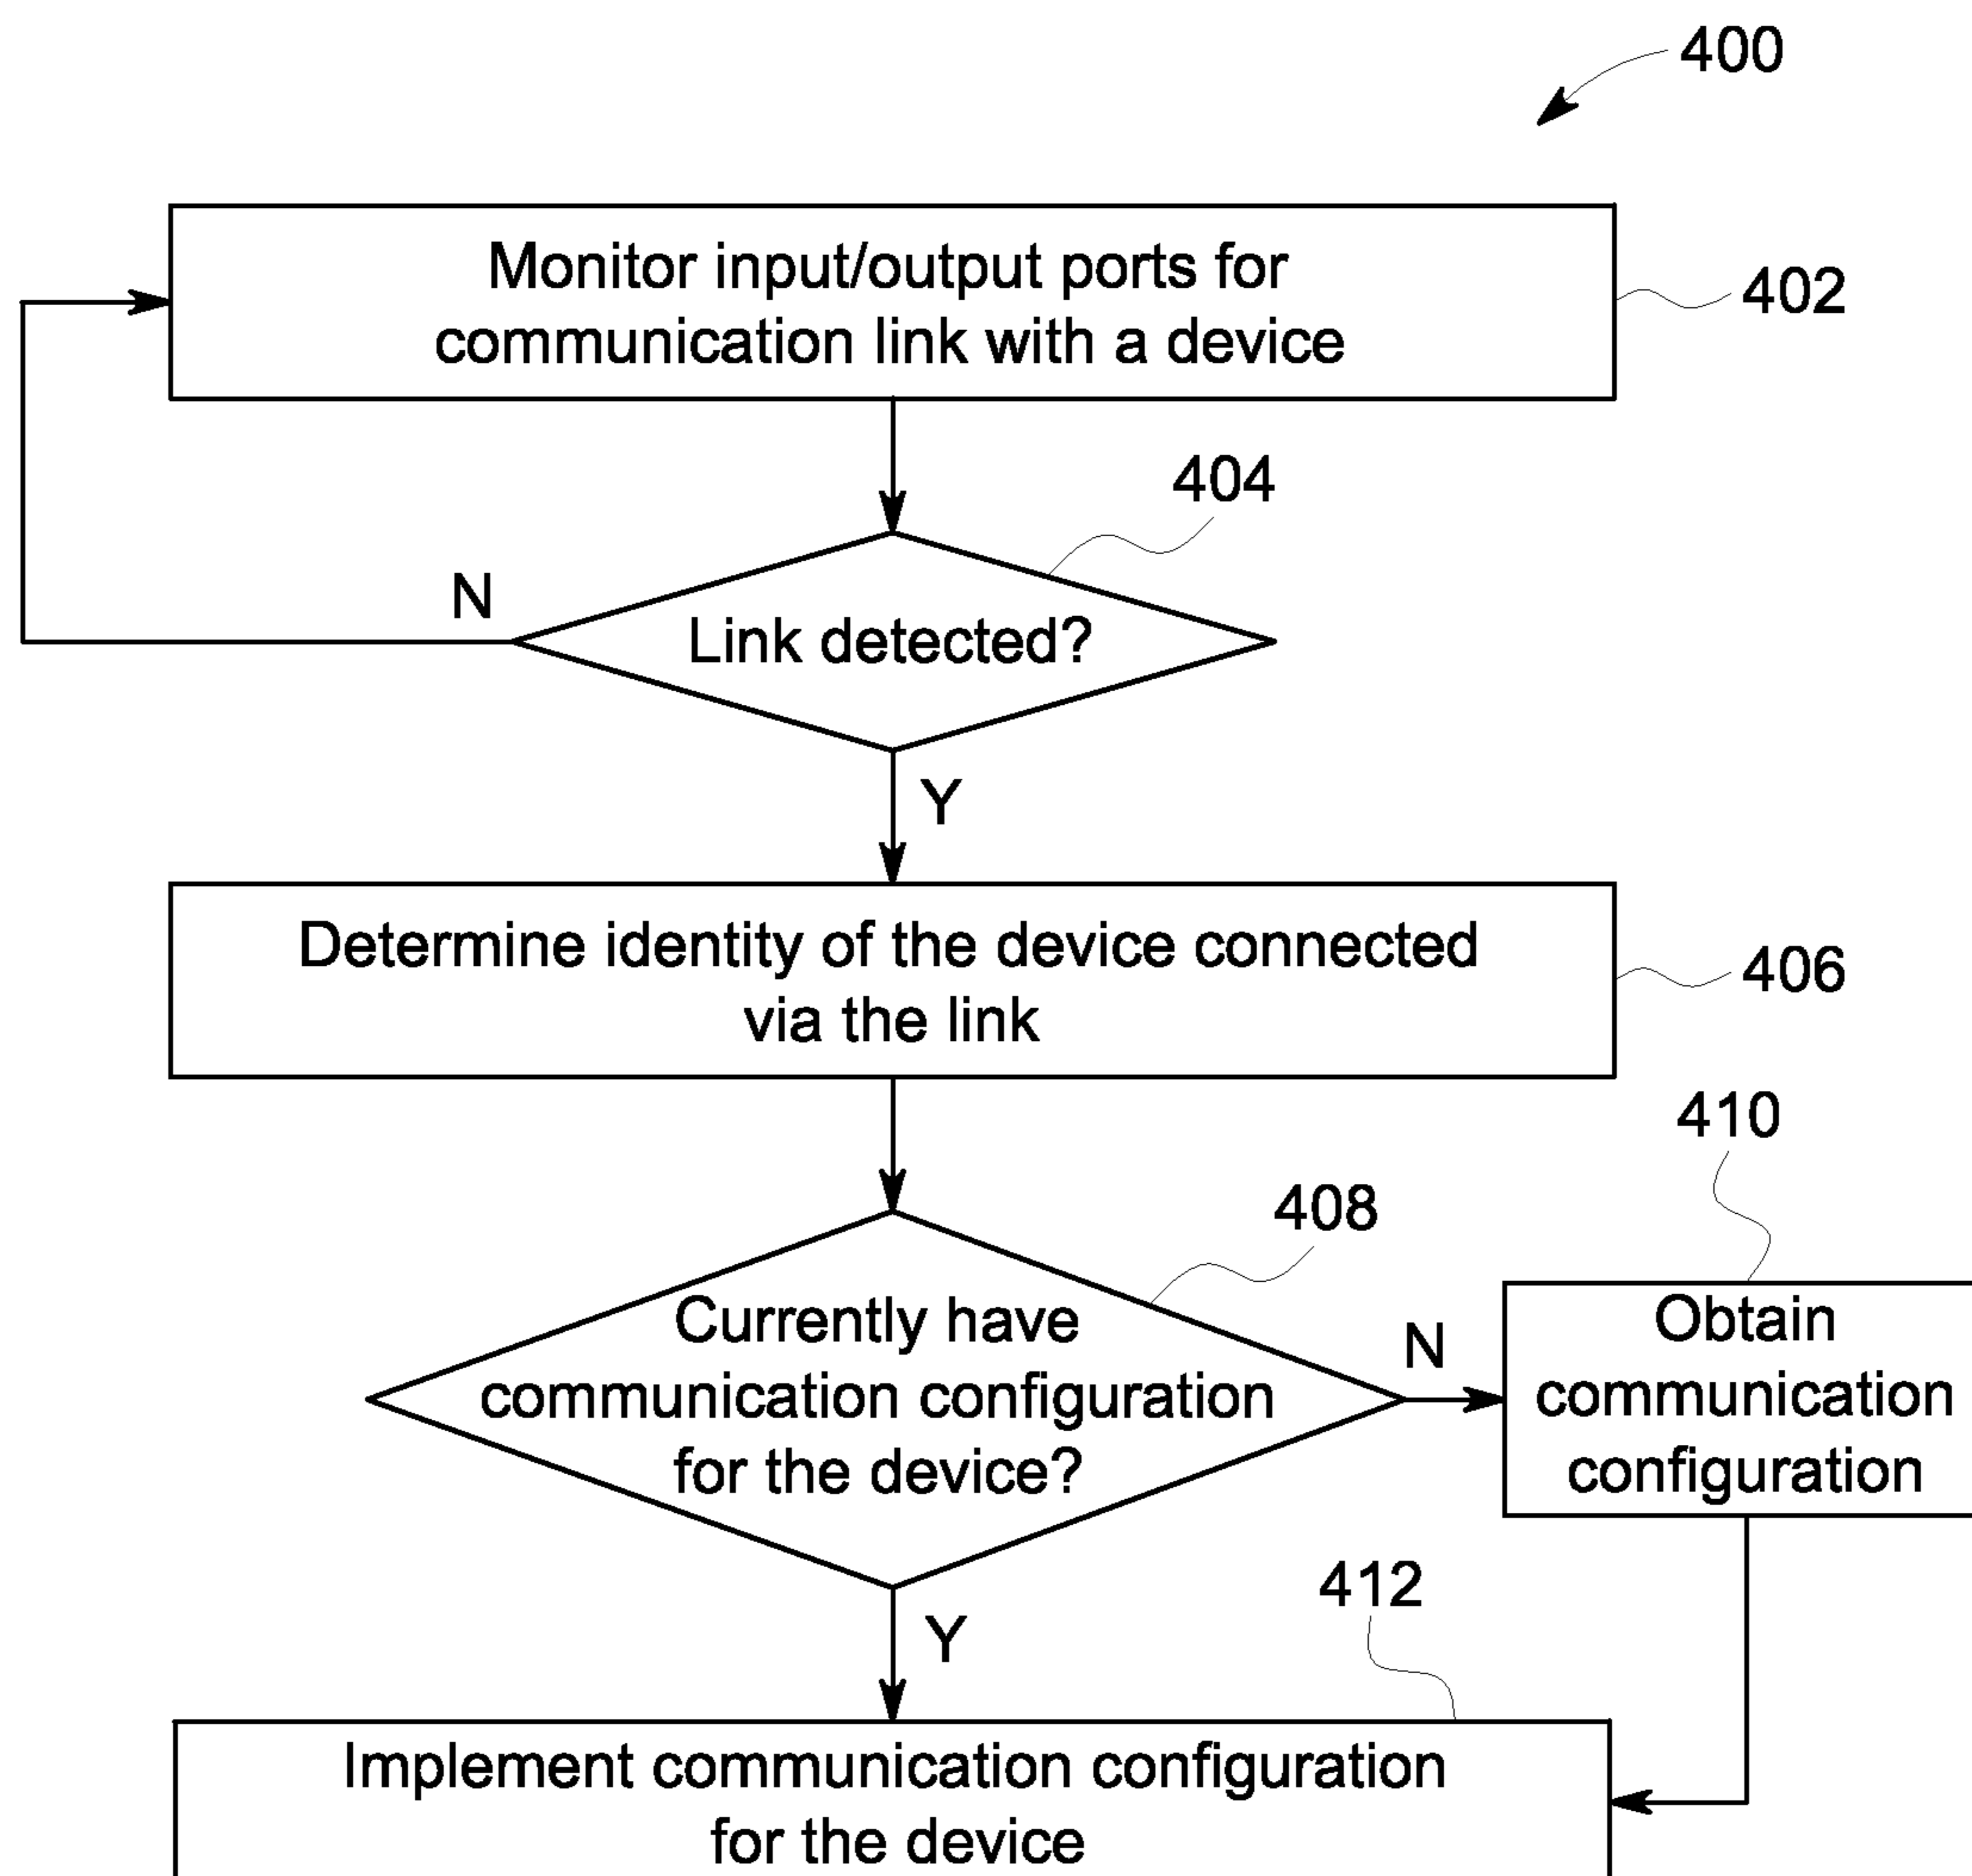 400
Monitor input/output ports for
communication link with a device
402
404
N
Link detected?
Y
Determine identity of the device connected
via the link
406
410
408
Currently have
communication configuration
for the device?
N
Obtain
communication
configuration
412
Y
Implement communication configuration
for the device